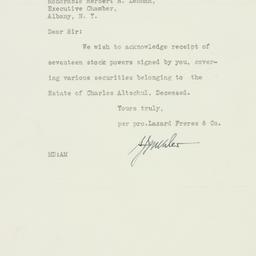 Honorable Herbert H. Lehman,
Executive Chamber,
Albany, N. Y.
Dear Sir:
We wish to acknowledge receipt of
seventeen stock powers signed by you, cover-
ing various securities belonging to the
Estate of Charles Altschul, Deceased.
Yours truly,
per pro.Lazard Freres & Co.
MD:AM